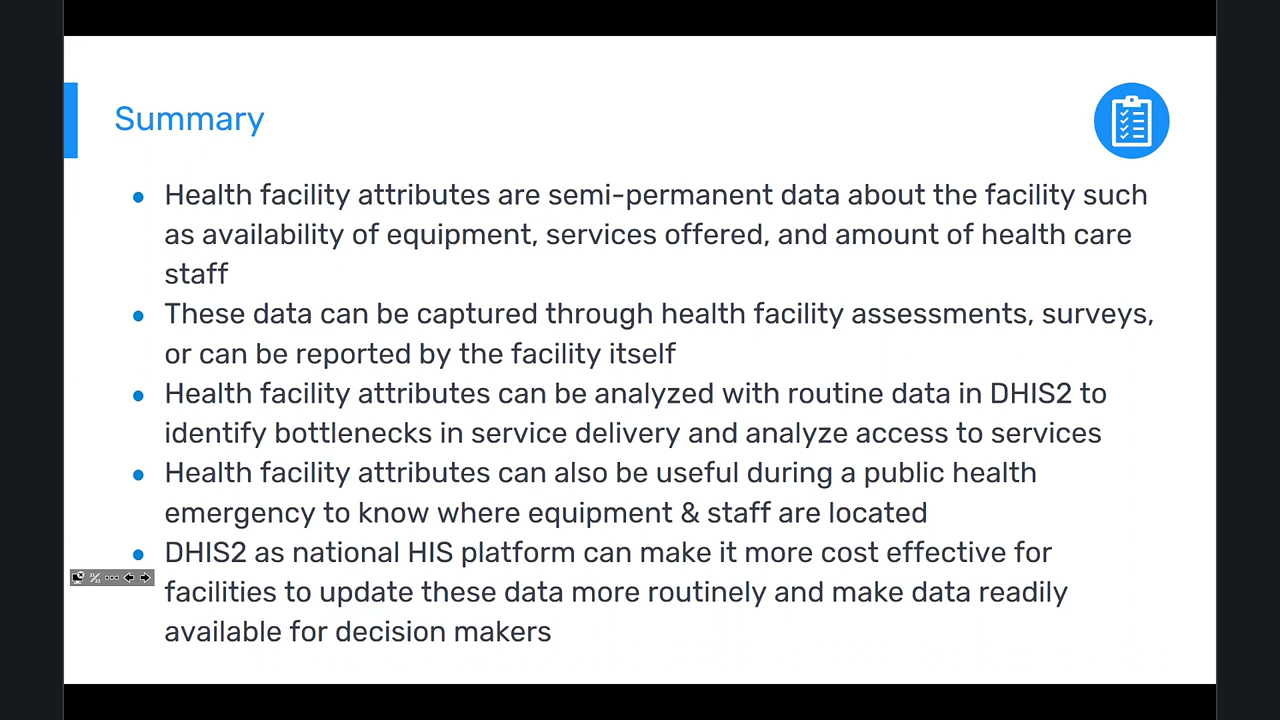 Summary
Health facility attributes are semi-permanent data about the facility such
as availability of equipment, services offered, and amount of health care
staff
These data can be captured through health facility assessments, surveys,
or can be reported by the facility itself
Health facility attributes can be analyzed with routine data in DHIS2 to
identify bottlenecks in service delivery and analyze access to services
Health facility attributes can also be useful during a public health
emergency to know where equipment & staff are located
DHIS2 as national HIS platform can make it more cost effective for
facilities to update these data more routinely and make data readily
available for decision makers